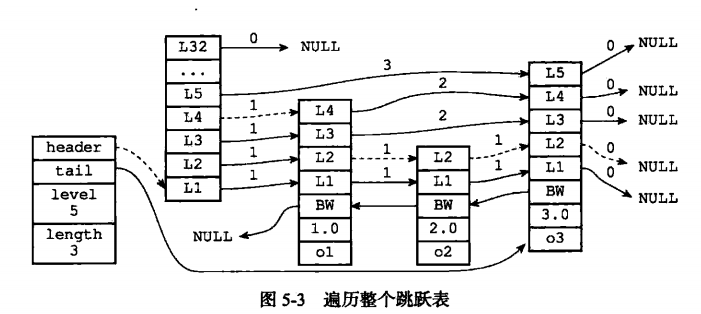 header
tail
level
5
length
3
L32
...
L5
L4
L3
L2
L1
0
NULL
3
1
1
1
1
NULL
L4
L3
L2
L1
BW
1.0
o1
2
2
1
1
L2
L1
BW
2.0
o2
1
1
L5
L4
L3
L2
L1
BW
3.0
o3
0
NULL
0
NULL
0
NULL
0
NULL
0
NULL
图 5-3 遍历整个跳跃表